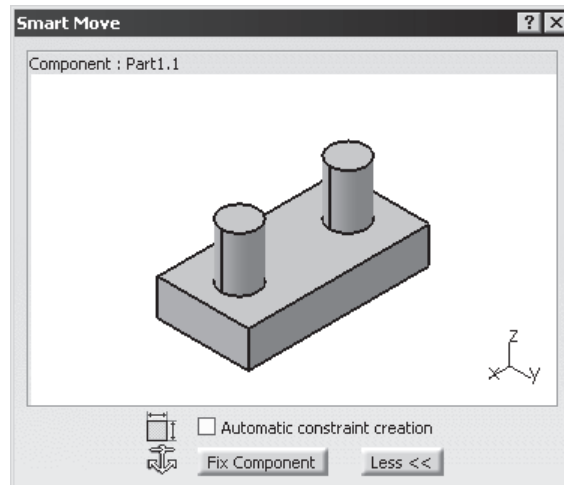 Smart Move ? X
Component : Part1.1
z
x y
Automatic constraint creation
Fix Component Less <<